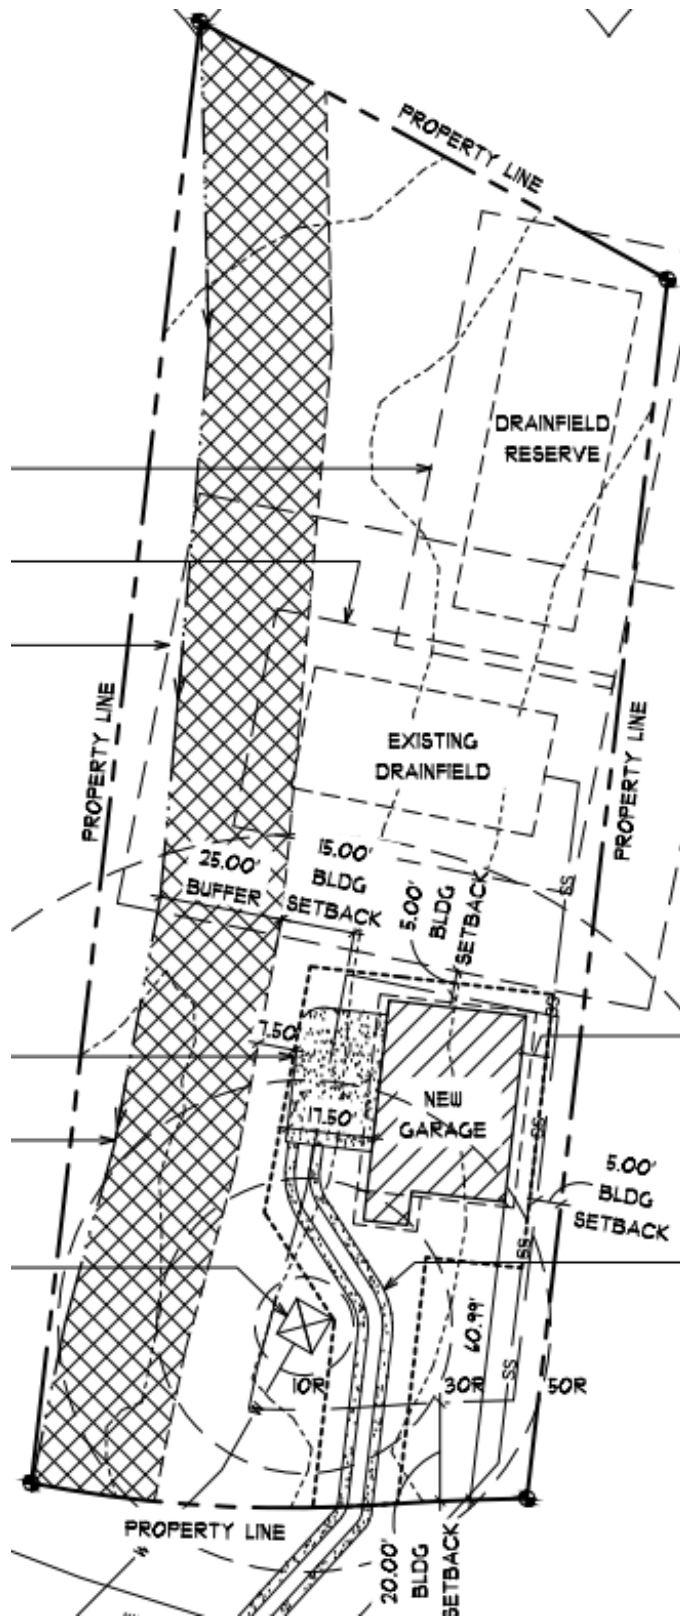 PROPERTY LINE
DRAINFIELD
RESERVE
PROPERTY LINE
EXISTING
DRAINFIELD
PROPERTY LINE
25.00'
BUFFER
15.00'
BLDG
SETBACK
5.00'
BLDG
SETBACK
SS
SS
7.50'
17.50'
NEW
GARAGE
SS
5.00'
BLDG
SETBACK
SS
60.99'
10R
30R
SS
50R
PROPERTY LINE
W
20.00'
BLDG
SETBACK